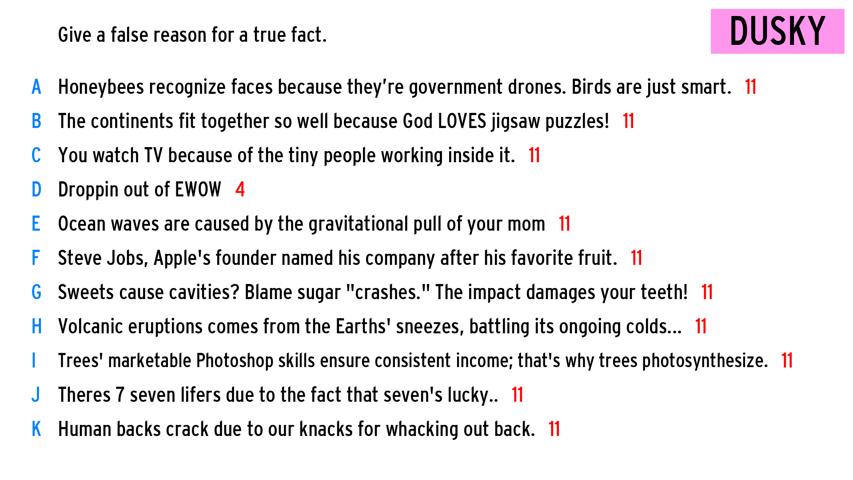 Give a false reason for a true fact.
DUSKY
A Honeybees recognize faces because they're government drones. Birds are just smart. 11
B The continents fit together so well because God LOVES jigsaw puzzles! 11
C You watch TV because of the tiny people working inside it. 11
D Droppin out of EWOW 4
E Ocean waves are caused by the gravitational pull of your mom 11
F Steve Jobs, Apple's founder named his company after his favorite fruit. 11
G Sweets cause cavities? Blame sugar "crashes." The impact damages your teeth! 11
H Volcanic eruptions comes from the Earths' sneezes, battling its ongoing colds... 11
I Trees' marketable Photoshop skills ensure consistent income; that's why trees photosynthesize. 11
J Theres 7 seven lifers due to the fact that seven's lucky.. 11
K Human backs crack due to our knacks for whacking out back. 11